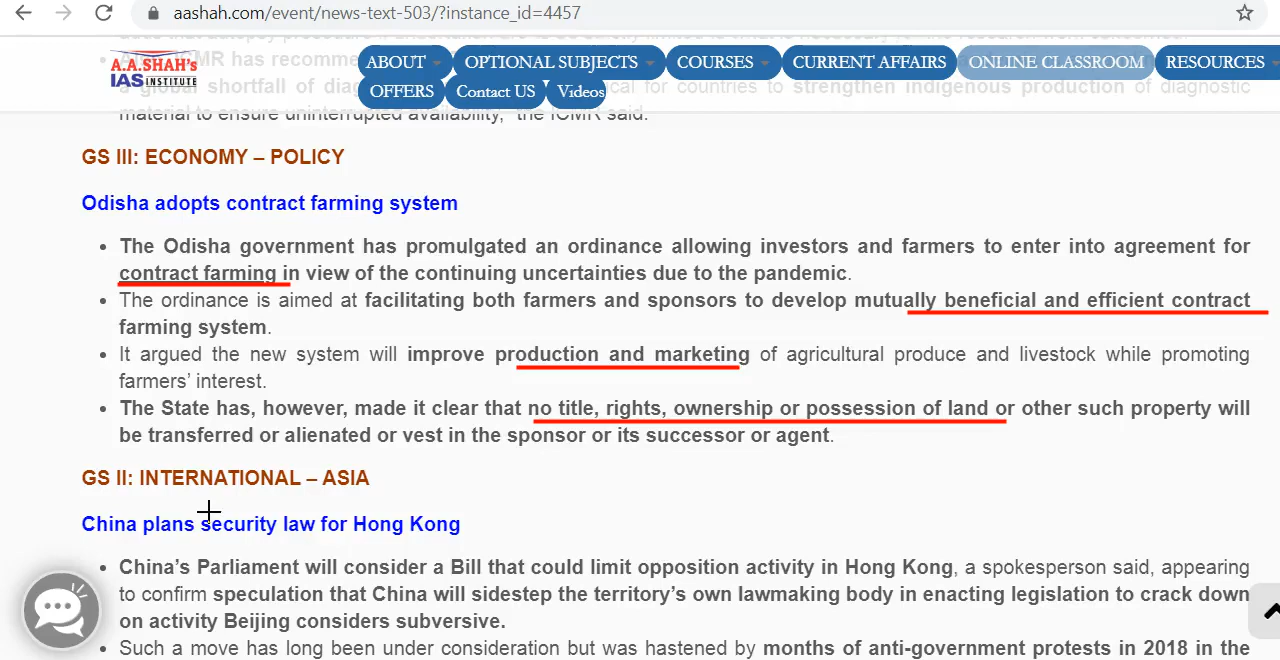 aashah.com/event/news-text-503/?instance_id=4457
A.A.SHAH's
IAS INSTITUTE
ABOUT OPTIONAL SUBJECTS COURSES CURRENT AFFAIRS ONLINE CLASSROOM RESOURCES
OFFERS Contact US Videos
MR has recomme
a global shortfall of diag cal for countries to strengthen indigenous production of diagnostic
material to ensure uninterrupted availability," the ICMR said.
GS III: ECONOMY – POLICY
Odisha adopts contract farming system
• The Odisha government has promulgated an ordinance allowing investors and farmers to enter into agreement for
contract farming in view of the continuing uncertainties due to the pandemic.
• The ordinance is aimed at facilitating both farmers and sponsors to develop mutually beneficial and efficient contract
farming system.
• It argued the new system will improve production and marketing of agricultural produce and livestock while promoting
farmers' interest.
• The State has, however, made it clear that no title, rights, ownership or possession of land or other such property will
be transferred or alienated or vest in the sponsor or its successor or agent.
GS II: INTERNATIONAL – ASIA
China plans security law for Hong Kong
• China's Parliament will consider a Bill that could limit opposition activity in Hong Kong, a spokesperson said, appearing
to confirm speculation that China will sidestep the territory's own lawmaking body in enacting legislation to crack down
on activity Beijing considers subversive.
• Such a move has long been under consideration but was hastened by months of anti-government protests in 2018 in the